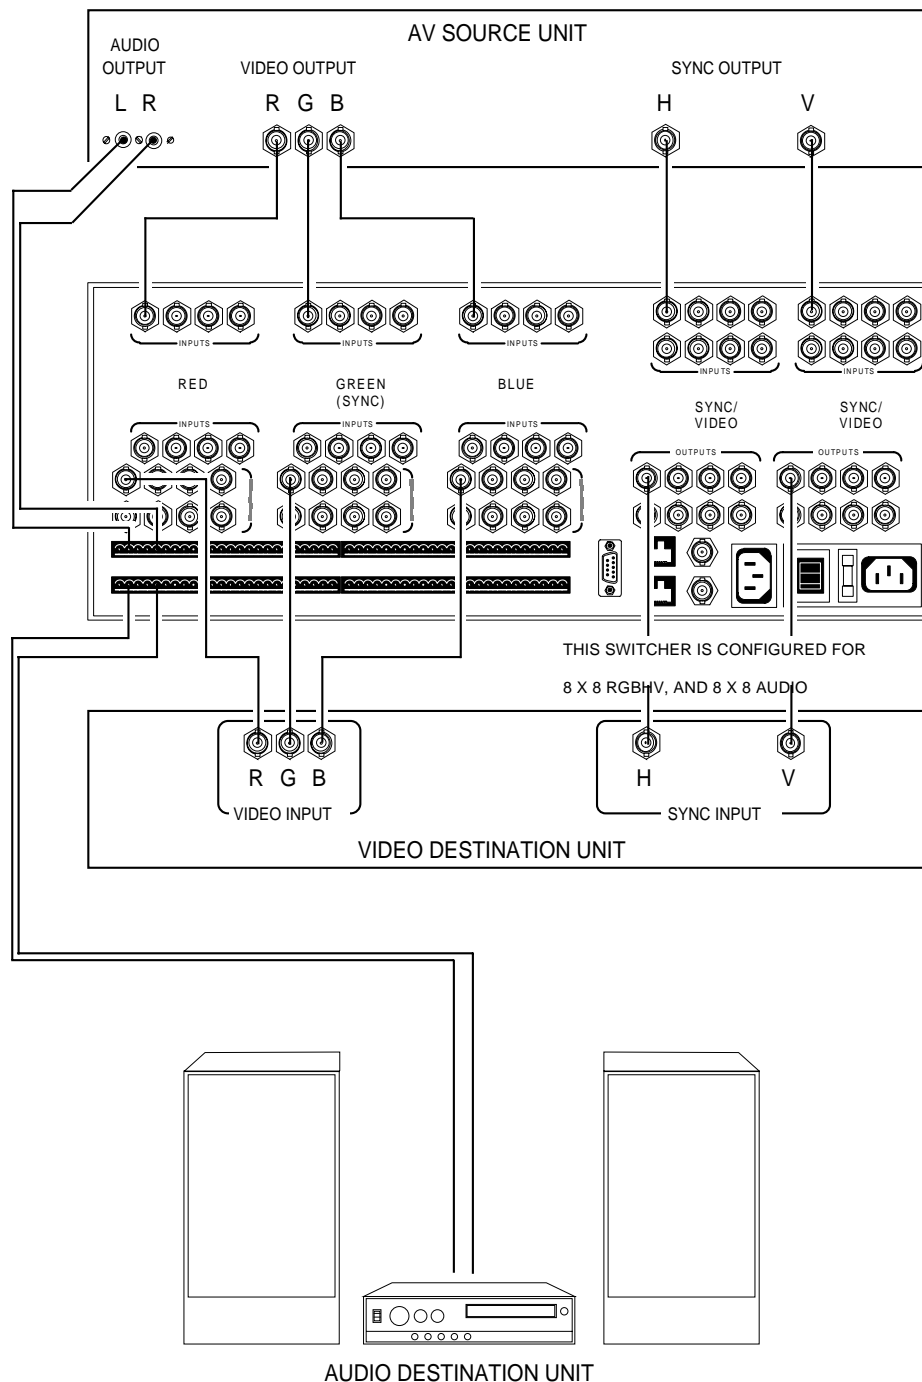 AV SOURCE UNIT
AUDIO
OUTPUT
VIDEO OUTPUT
SYNC OUTPUT
L R
R G B
H
V
INPUTS
INPUTS
INPUTS
INPUTS
INPUTS
RED
GREEN
(SYNC)
BLUE
SYNC/
VIDEO
SYNC/
VIDEO
INPUTS
INPUTS
INPUTS
OUTPUTS
OUTPUTS
THIS SWITCHER IS CONFIGURED FOR
8 X 8 RGBHV, AND 8 X 8 AUDIO
R G B
H
V
VIDEO INPUT
SYNC INPUT
VIDEO DESTINATION UNIT
AUDIO DESTINATION UNIT